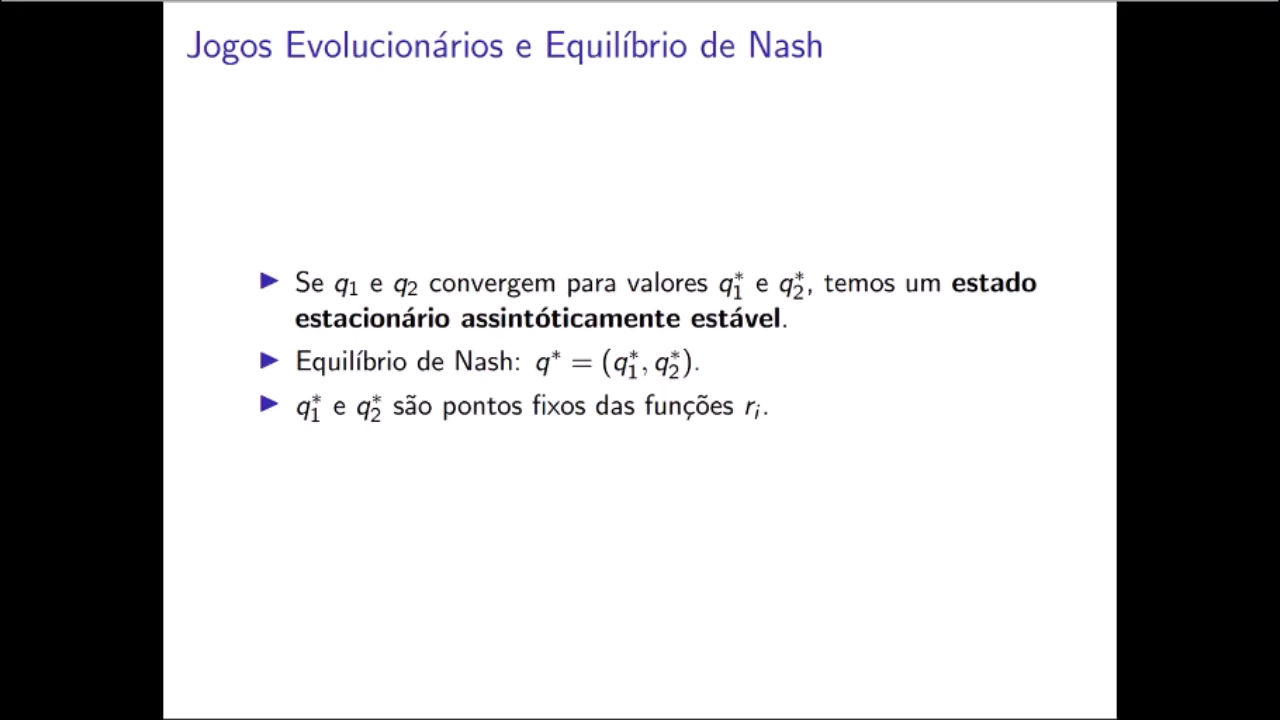 Jogos Evolucionários e Equilíbrio de Nash
▶ Se q₁ e q₂ convergem para valores q₁* e q₂*, temos um estado
estacionário assintóticamente estável.
▶ Equilíbrio de Nash: q* = (q₁*, q₂*).
▶ q₁* e q₂* são pontos fixos das funções rᵢ.